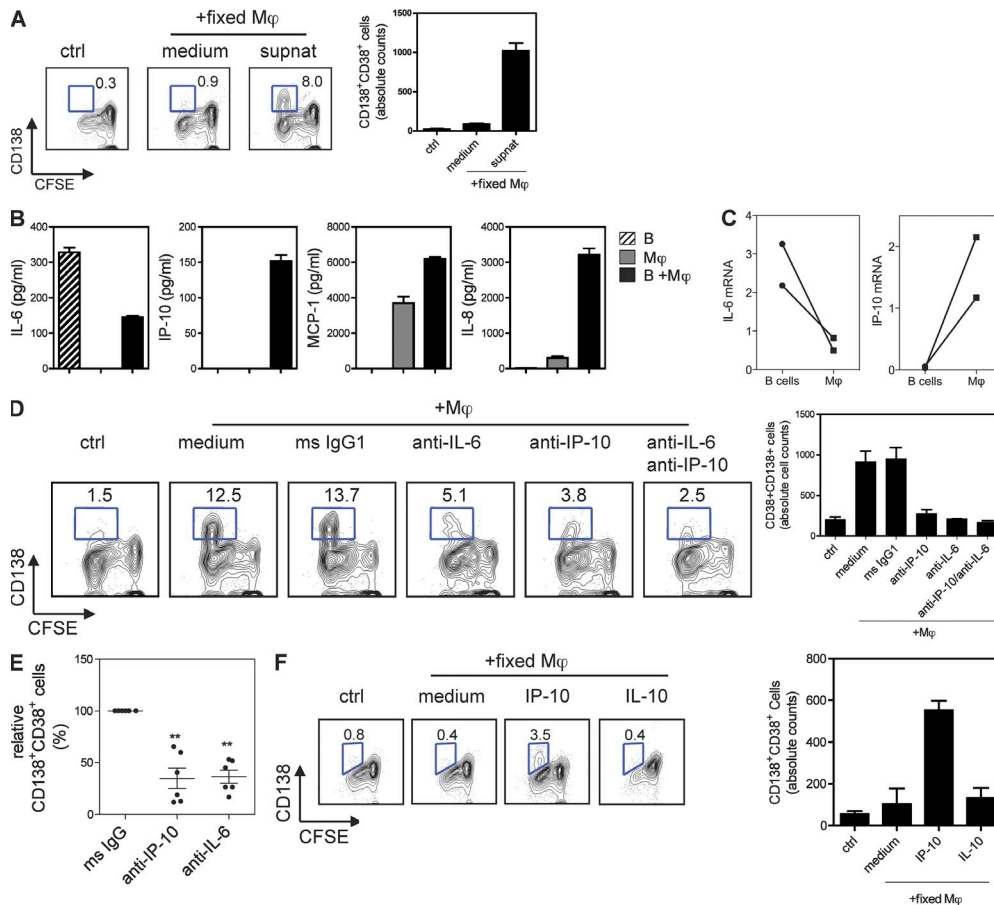 A
+fixed Mφ
ctrl
medium
supnat
0.3
0.9
8.0
CD138
CFSE
CD138+CD38+ cells
(absolute counts)
1500
1000
500
0
ctrl
medium
supnat
+fixed Mφ
B
IL-6 (pg/ml)
400
300
200
100
0
IP-10 (pg/ml)
200
150
100
50
0
MCP-1 (pg/ml)
8000
6000
4000
2000
0
IL-8 (pg/ml)
4000
3000
2000
1000
0
B
Mφ
B +Mφ
C
IL-6 mRNA
4
3
2
1
0
B cells
Mφ
IP-10 mRNA
2
1
0
B cells
Mφ
D
+Mφ
ctrl
medium
ms IgG1
anti-IL-6
anti-IP-10
anti-IL-6
anti-IP-10
1.5
12.5
13.7
5.1
3.8
2.5
CD138
CFSE
CD38+CD138+ cells
(absolute cell counts)
1500
1000
500
0
ctrl
medium
ms IgG1
anti-IP-10
anti-IL-6
anti-IP-10/anti-IL-6
+Mφ
E
relative
CD138+CD38+ cells
(%)
150
100
50
0
**
**
ms IgG
anti-IP-10
anti-IL-6
F
+fixed Mφ
ctrl
medium
IP-10
IL-10
0.8
0.4
3.5
0.4
CD138
CFSE
CD138+CD38+ Cells
(absolute counts)
800
600
400
200
0
ctrl
medium
IP-10
IL-10
+fixed Mφ